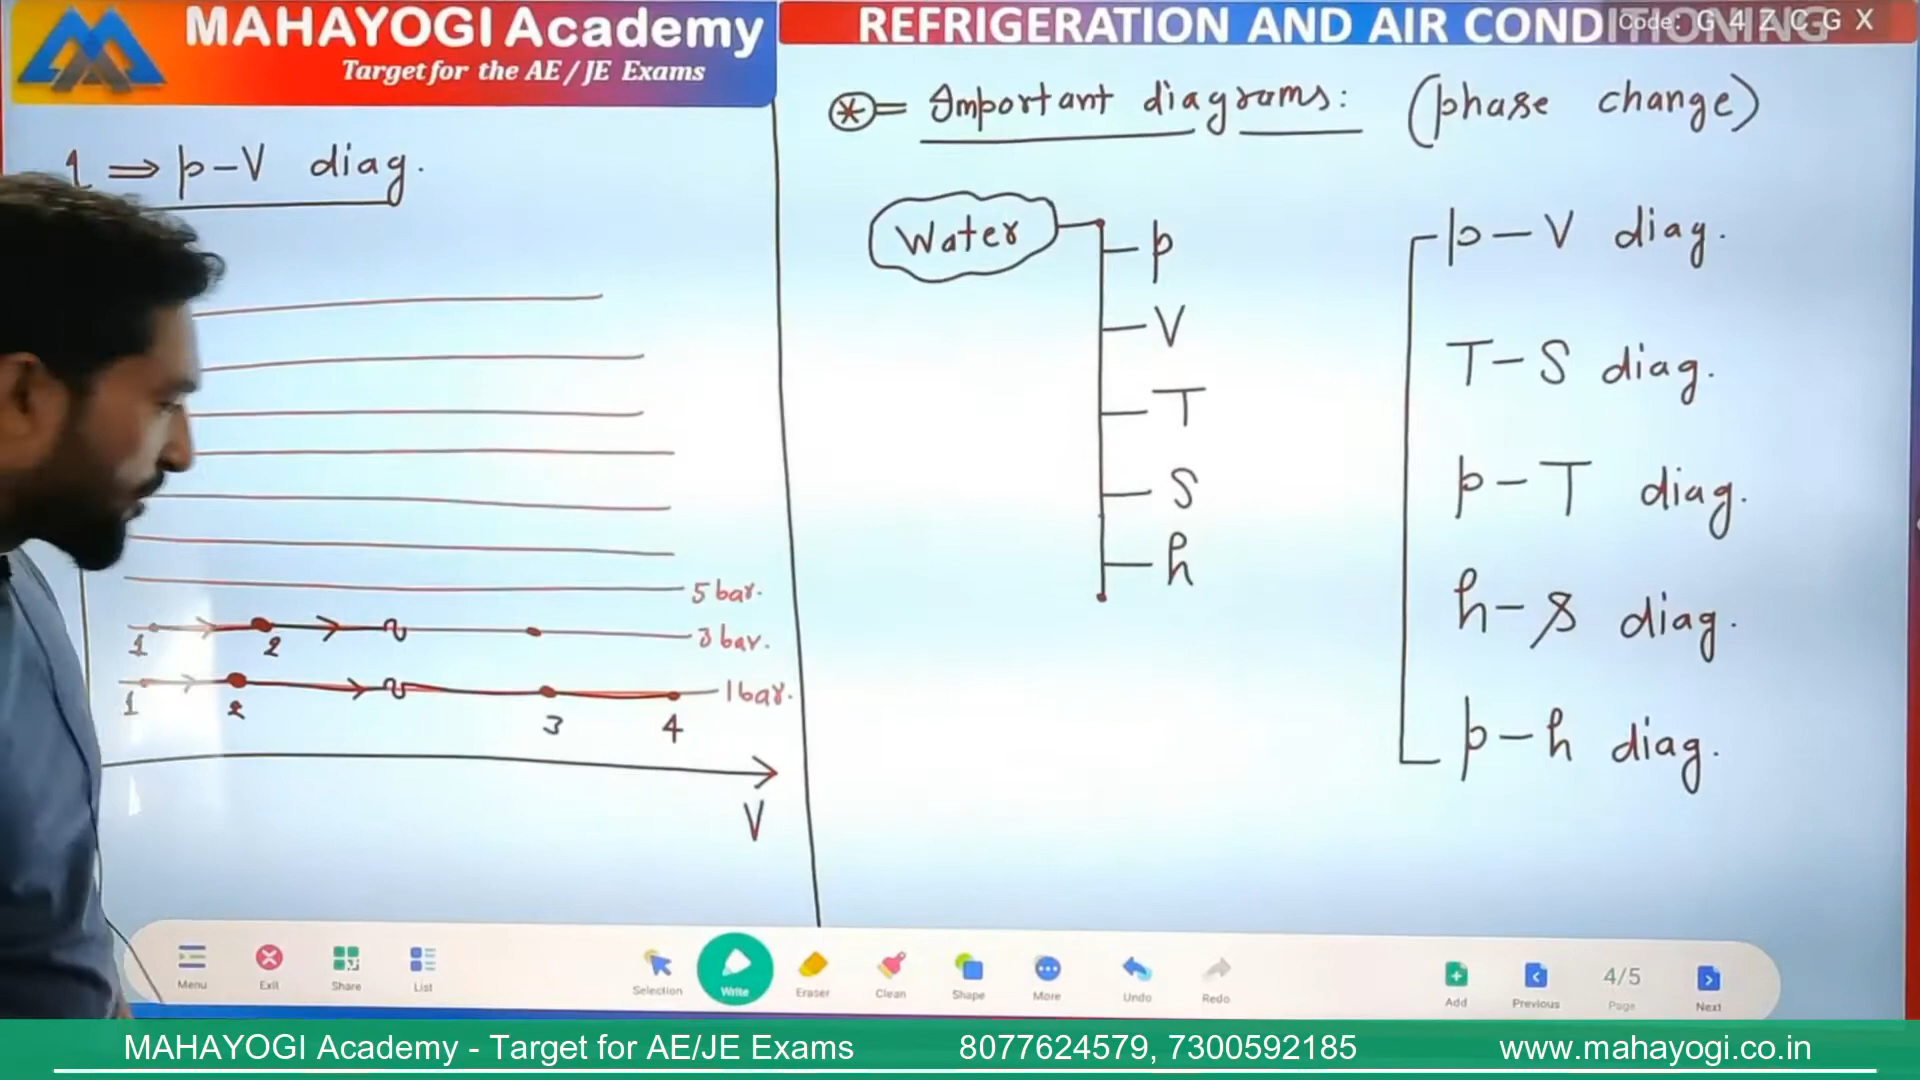 MAHAYOGI Academy
Target for the AE / JE Exams
REFRIGERATION AND AIR CONDITIONING
Code: G 4 Z C G X
1 ⇒ p-V diag.
5 bar.
3 bar.
1 2
1 bar.
1 2 3 4
V
⊛= Important diagrams: (phase change)
Water
p
V
T
S
h
p-V diag.
T-S diag.
p-T diag.
h-s diag.
p-h diag.
Menu
Exit
Share
List
Selection
Write
Eraser
Clean
Shape
More
Undo
Redo
Add
Previous
4/5
Page
Next
MAHAYOGI Academy - Target for AE/JE Exams 8077624579, 7300592185 www.mahayogi.co.in